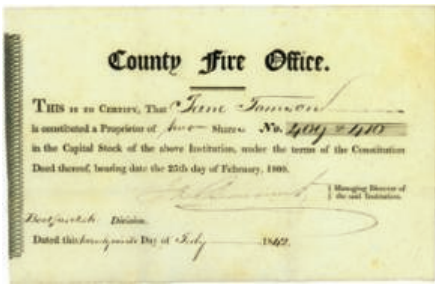 County Fire Office.
THIS IS TO CERTIFY, That Jane Tamson
is constituted a Proprietor of two Shares No. 409 & 410
in the Capital Stock of the above Institution, under the terms of the Constitution
Deed thereof, bearing date the 25th day of February, 1809.
Managing Director of
the said Institution.
Division.
Dated this Day of July 1842.